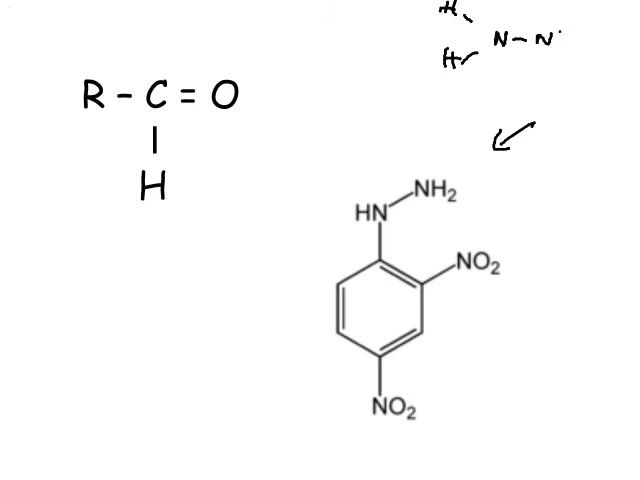 H
N - N
H
R - C = O
H
NH₂
HN
NO₂
NO₂